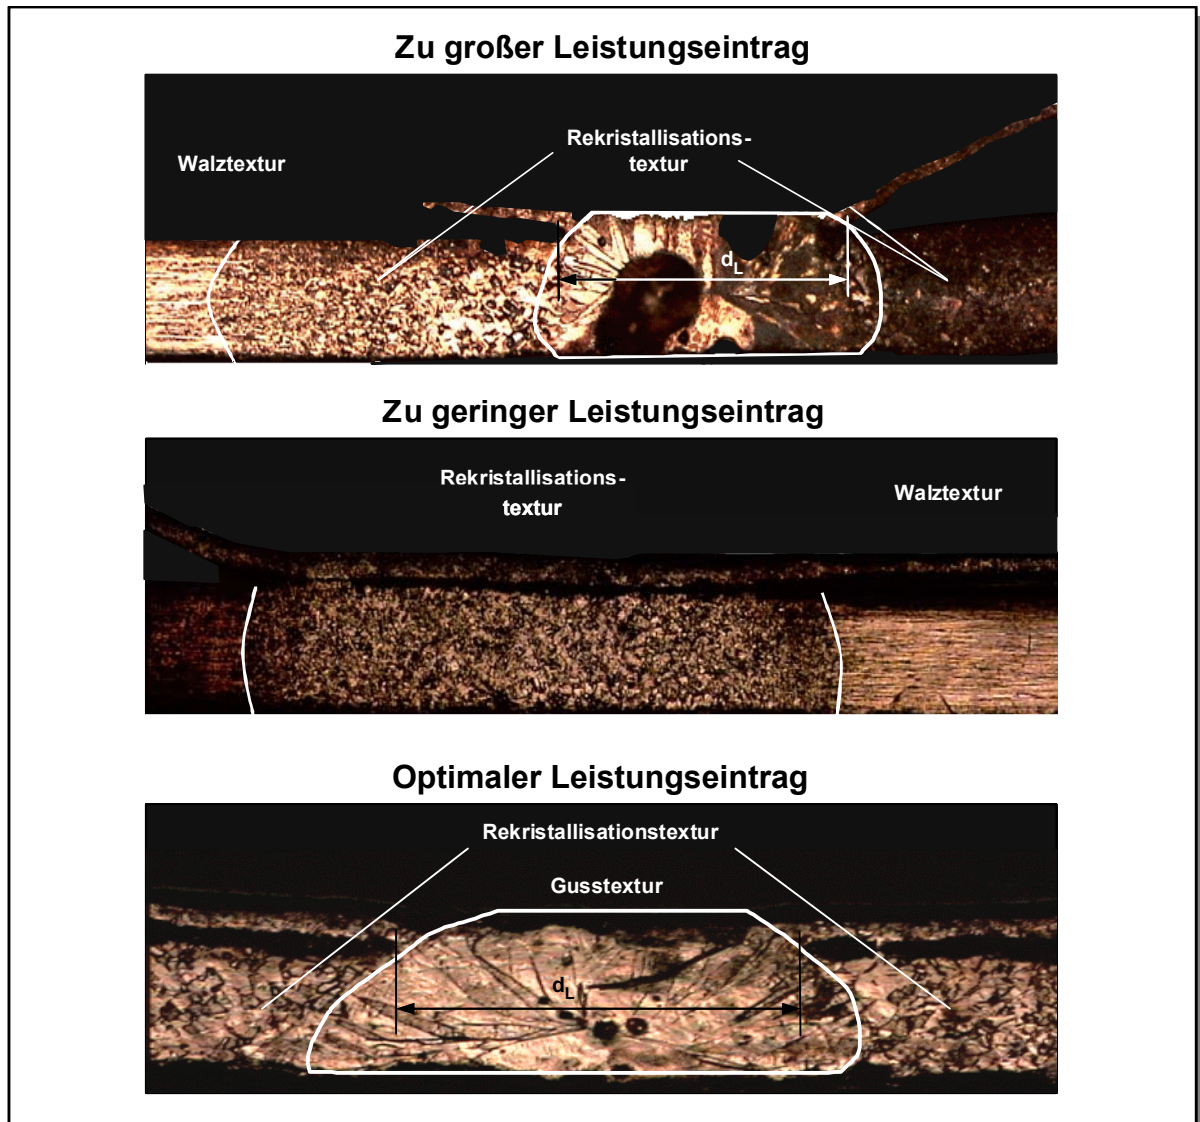 Zu großer Leistungseintrag
Walztextur
Rekristallisations-
textur
dL
Zu geringer Leistungseintrag
Rekristallisations-
textur
Walztextur
Optimaler Leistungseintrag
Rekristallisationstextur
Gusstextur
dL